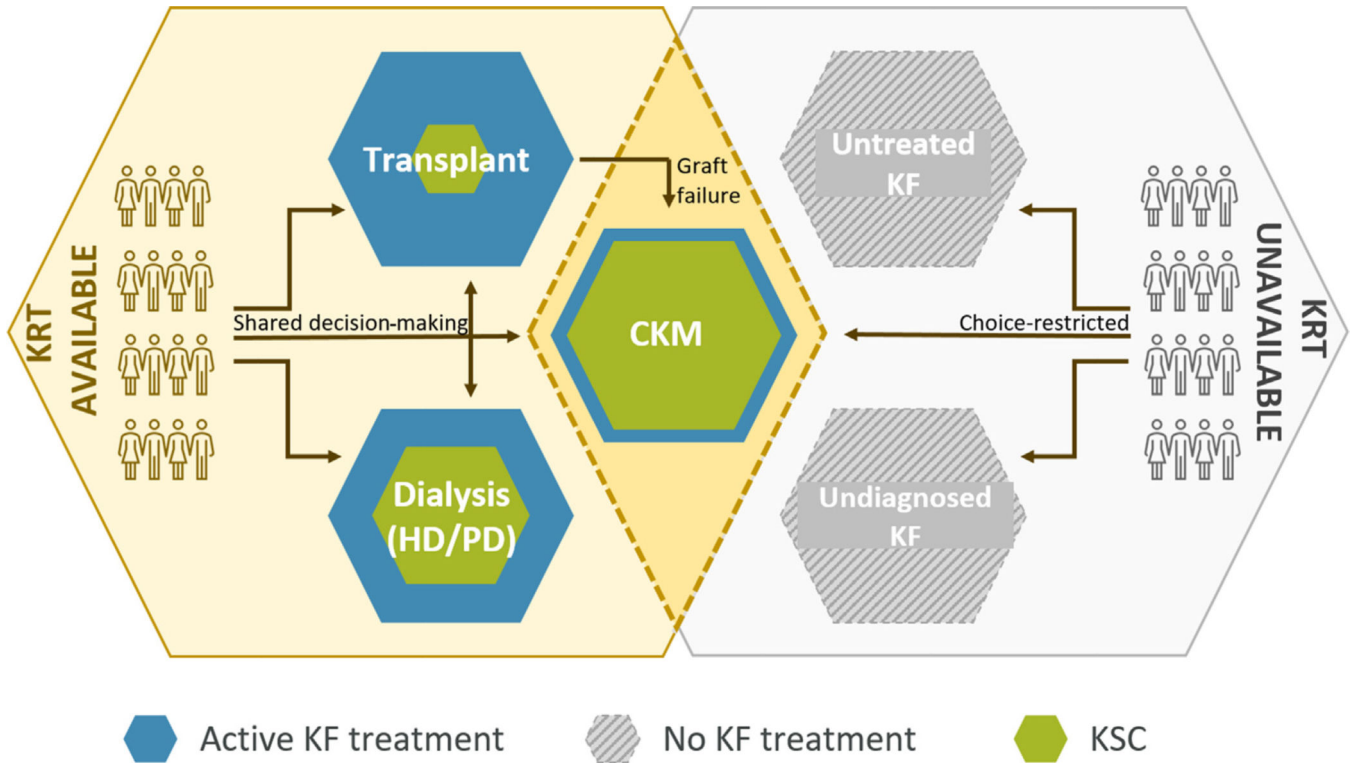 KRT
AVAILABLE
Transplant
Graft
failure
Shared decision-making
CKM
Dialysis
(HD/PD)
Untreated
KF
Choice-restricted
Undiagnosed
KF
KRT
UNAVAILABLE
Active KF treatment
No KF treatment
KSC